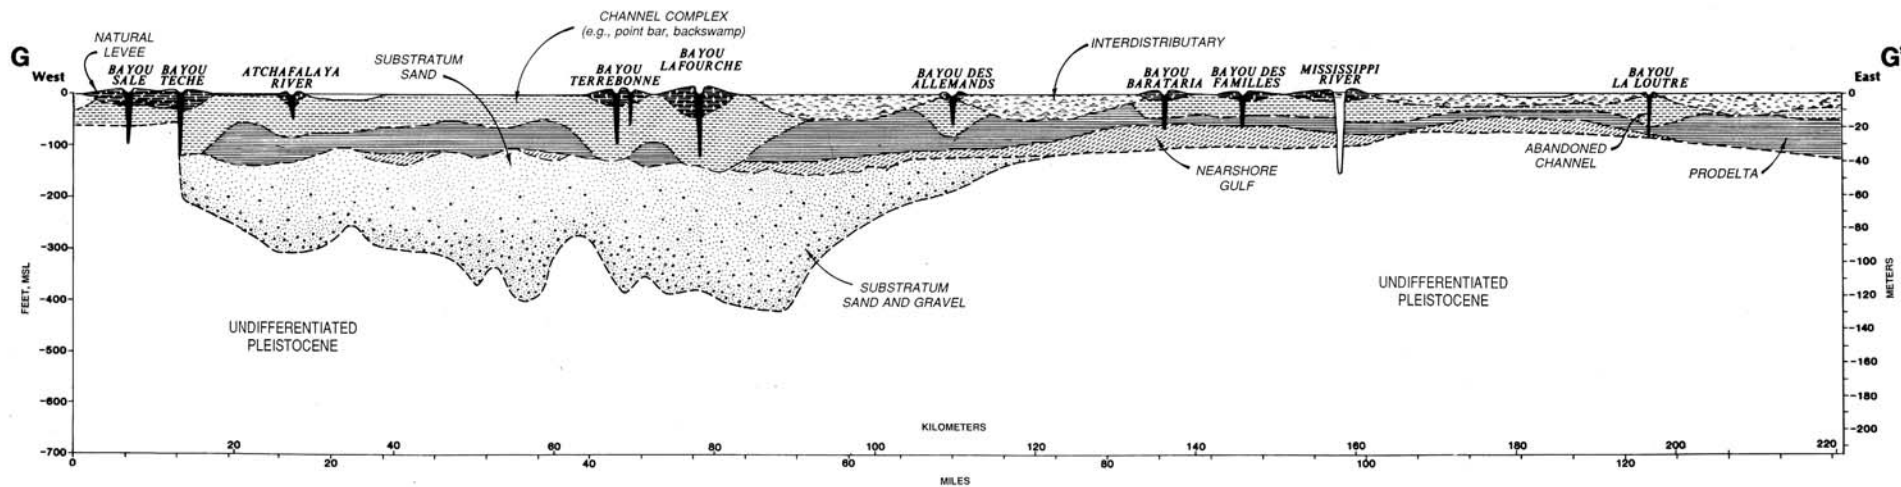 G
West
NATURAL
LEVEE
BAYOU
SALE
BAYOU
TECHE
ATCHAFALAYA
RIVER
SUBSTRATUM
SAND
CHANNEL COMPLEX
(e.g., point bar, backswamp)
BAYOU
TERREBONNE
BAYOU
LAFOURCHE
BAYOU DES
ALLEMANDS
INTERDISTRIBUTARY
BAYOU
BARATARIA
BAYOU DES
FAMILLES
MISSISSIPPI
RIVER
BAYOU
LA LOUTRE
G'
East
0
-100
-200
-300
-400
-500
-600
-700
FEET, MSL
0
-20
-40
-60
-80
-100
-120
-140
-160
-180
-200
METERS
NEARSHORE
GULF
ABANDONED
CHANNEL
PRODELTA
SUBSTRATUM
SAND AND GRAVEL
UNDIFFERENTIATED
PLEISTOCENE
UNDIFFERENTIATED
PLEISTOCENE
KILOMETERS
20 40 60 80 100 120 140 160 180 200 220
0 20 40 60 80 100 120
MILES